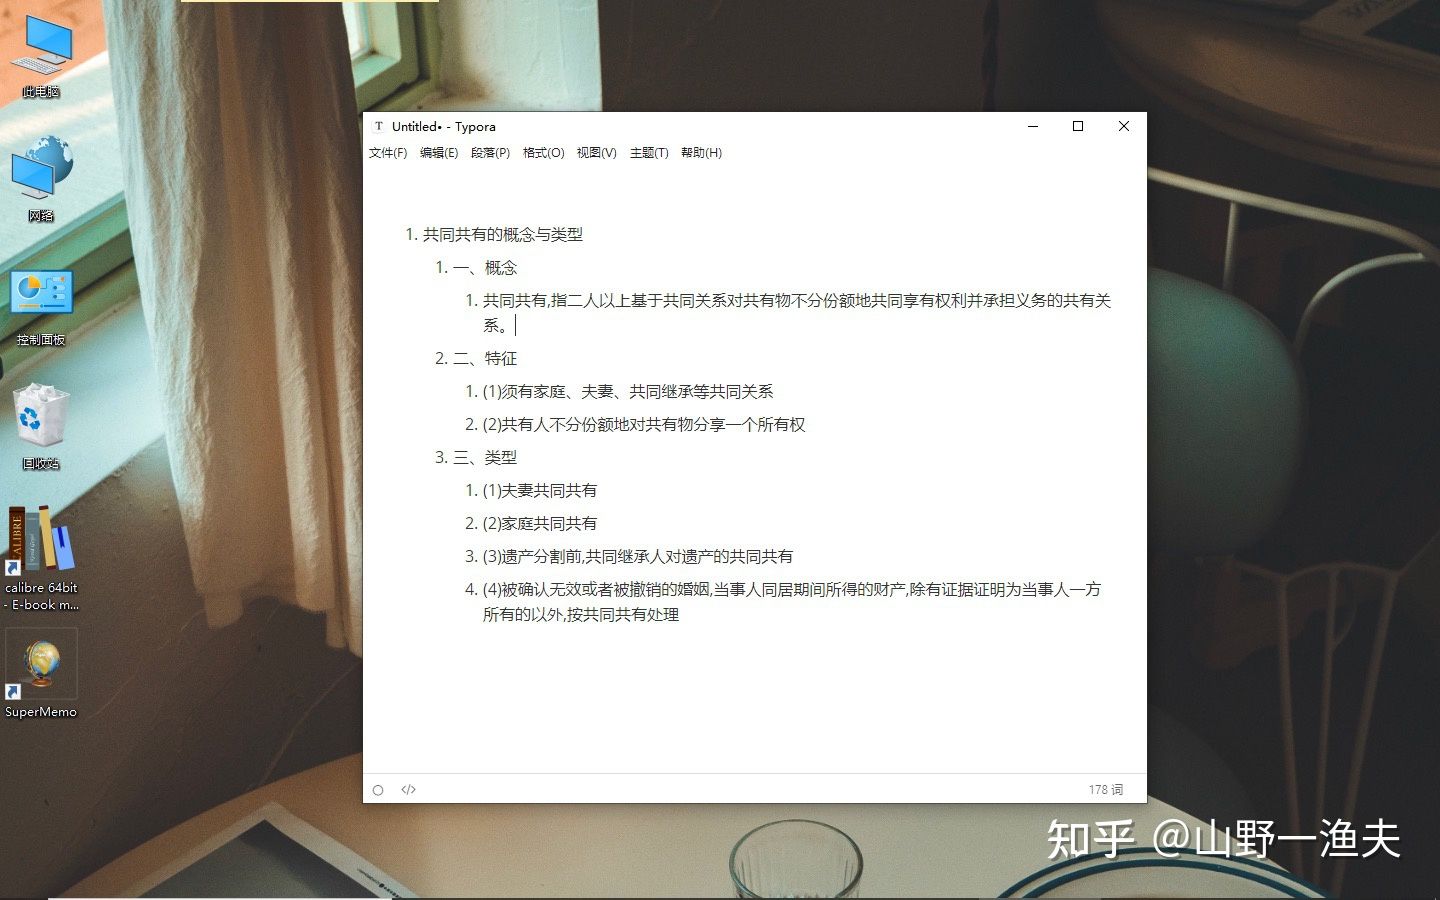 此电脑
网络
控制面板
回收站
CALIBRE
calibre 64bit
- E-book m...
SuperMemo
Untitled• - Typora
文件(F) 编辑(E) 段落(P) 格式(O) 视图(V) 主题(T) 帮助(H)
1. 共同共有的概念与类型
1. 一、概念
1. 共同共有,指二人以上基于共同关系对共有物不分份额地共同享有权利并承担义务的共有关
系。
2. 二、特征
1. (1)须有家庭、夫妻、共同继承等共同关系
2. (2)共有人不分份额地对共有物分享一个所有权
3. 三、类型
1. (1)夫妻共同共有
2. (2)家庭共同共有
3. (3)遗产分割前,共同继承人对遗产的共同共有
4. (4)被确认无效或者被撤销的婚姻,当事人同居期间所得的财产,除有证据证明为当事人一方
所有的以外,按共同共有处理
</> 178 词
知乎 @山野一渔夫